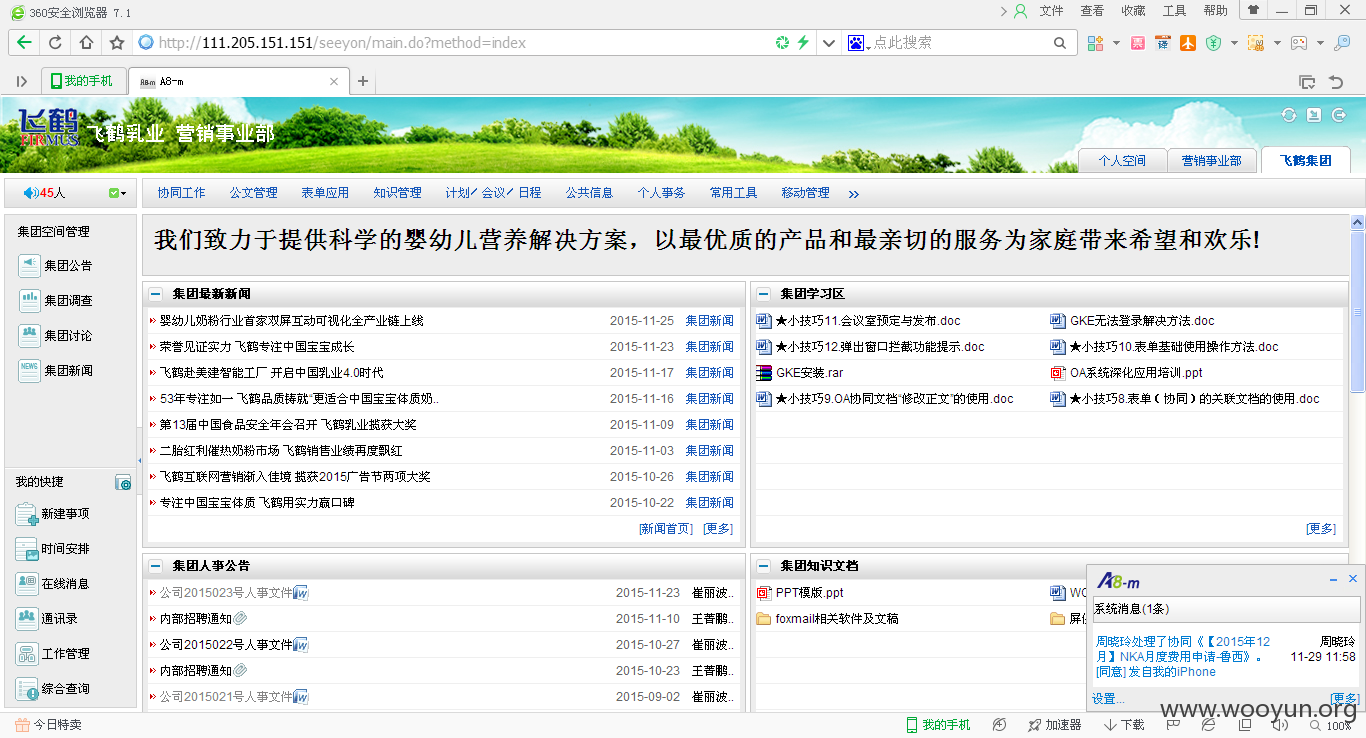 360安全浏览器 7.1
文件 查看 收藏 工具 帮助
http://111.205.151.151/seeyon/main.do?method=index
点此搜索
我的手机
A8-m A8-m
飞鹤 FIRMUS 飞鹤乳业 营销事业部
个人空间 营销事业部 飞鹤集团
45人
协同工作 公文管理 表单应用 知识管理 计划/会议/日程 公共信息 个人事务 常用工具 移动管理 »
集团空间管理
集团公告
集团调查
集团讨论
NEWS 集团新闻
我的快捷
新建事项
时间安排
在线消息
通讯录
工作管理
综合查询
我们致力于提供科学的婴幼儿营养解决方案，以最优质的产品和最亲切的服务为家庭带来希望和欢乐!
集团最新新闻
婴幼儿奶粉行业首家双屏互动可视化全产业链上线 2015-11-25 集团新闻
荣誉见证实力 飞鹤专注中国宝宝成长 2015-11-23 集团新闻
飞鹤赴美建智能工厂 开启中国乳业4.0时代 2015-11-17 集团新闻
53年专注如一 飞鹤品质铸就“更适合中国宝宝体质奶.. 2015-11-16 集团新闻
第13届中国食品安全年会召开 飞鹤乳业揽获大奖 2015-11-09 集团新闻
二胎红利催热奶粉市场 飞鹤销售业绩再度飘红 2015-11-03 集团新闻
飞鹤互联网营销渐入佳境 揽获2015广告节两项大奖 2015-10-26 集团新闻
专注中国宝宝体质 飞鹤用实力赢口碑 2015-10-22 集团新闻
[新闻首页] [更多]
集团学习区
★小技巧11.会议室预定与发布.doc GKE无法登录解决方法.doc
★小技巧12.弹出窗口拦截功能提示.doc ★小技巧10.表单基础使用操作方法.doc
GKE安装.rar OA系统深化应用培训.ppt
★小技巧9.OA协同文档“修改正文”的使用.doc ★小技巧8.表单（协同）的关联文档的使用.doc
[更多]
集团人事公告
公司2015023号人事文件 2015-11-23 崔丽波..
内部招聘通知 2015-11-10 王菁鹏..
公司2015022号人事文件 2015-10-27 崔丽波..
内部招聘通知 2015-10-23 王菁鹏..
公司2015021号人事文件 2015-09-02 崔丽波..
集团知识文档
PPT模版.ppt
foxmail相关软件及文稿
A8-m
系统消息(1条)
周晓玲处理了协同《【2015年12月】NKA月度费用申请-鲁西》。 周晓玲
[同意] 发自我的iPhone 11-29 11:58
设置... [更多]
www.wooyun.org
今日特卖
我的手机 加速器 下载 100%